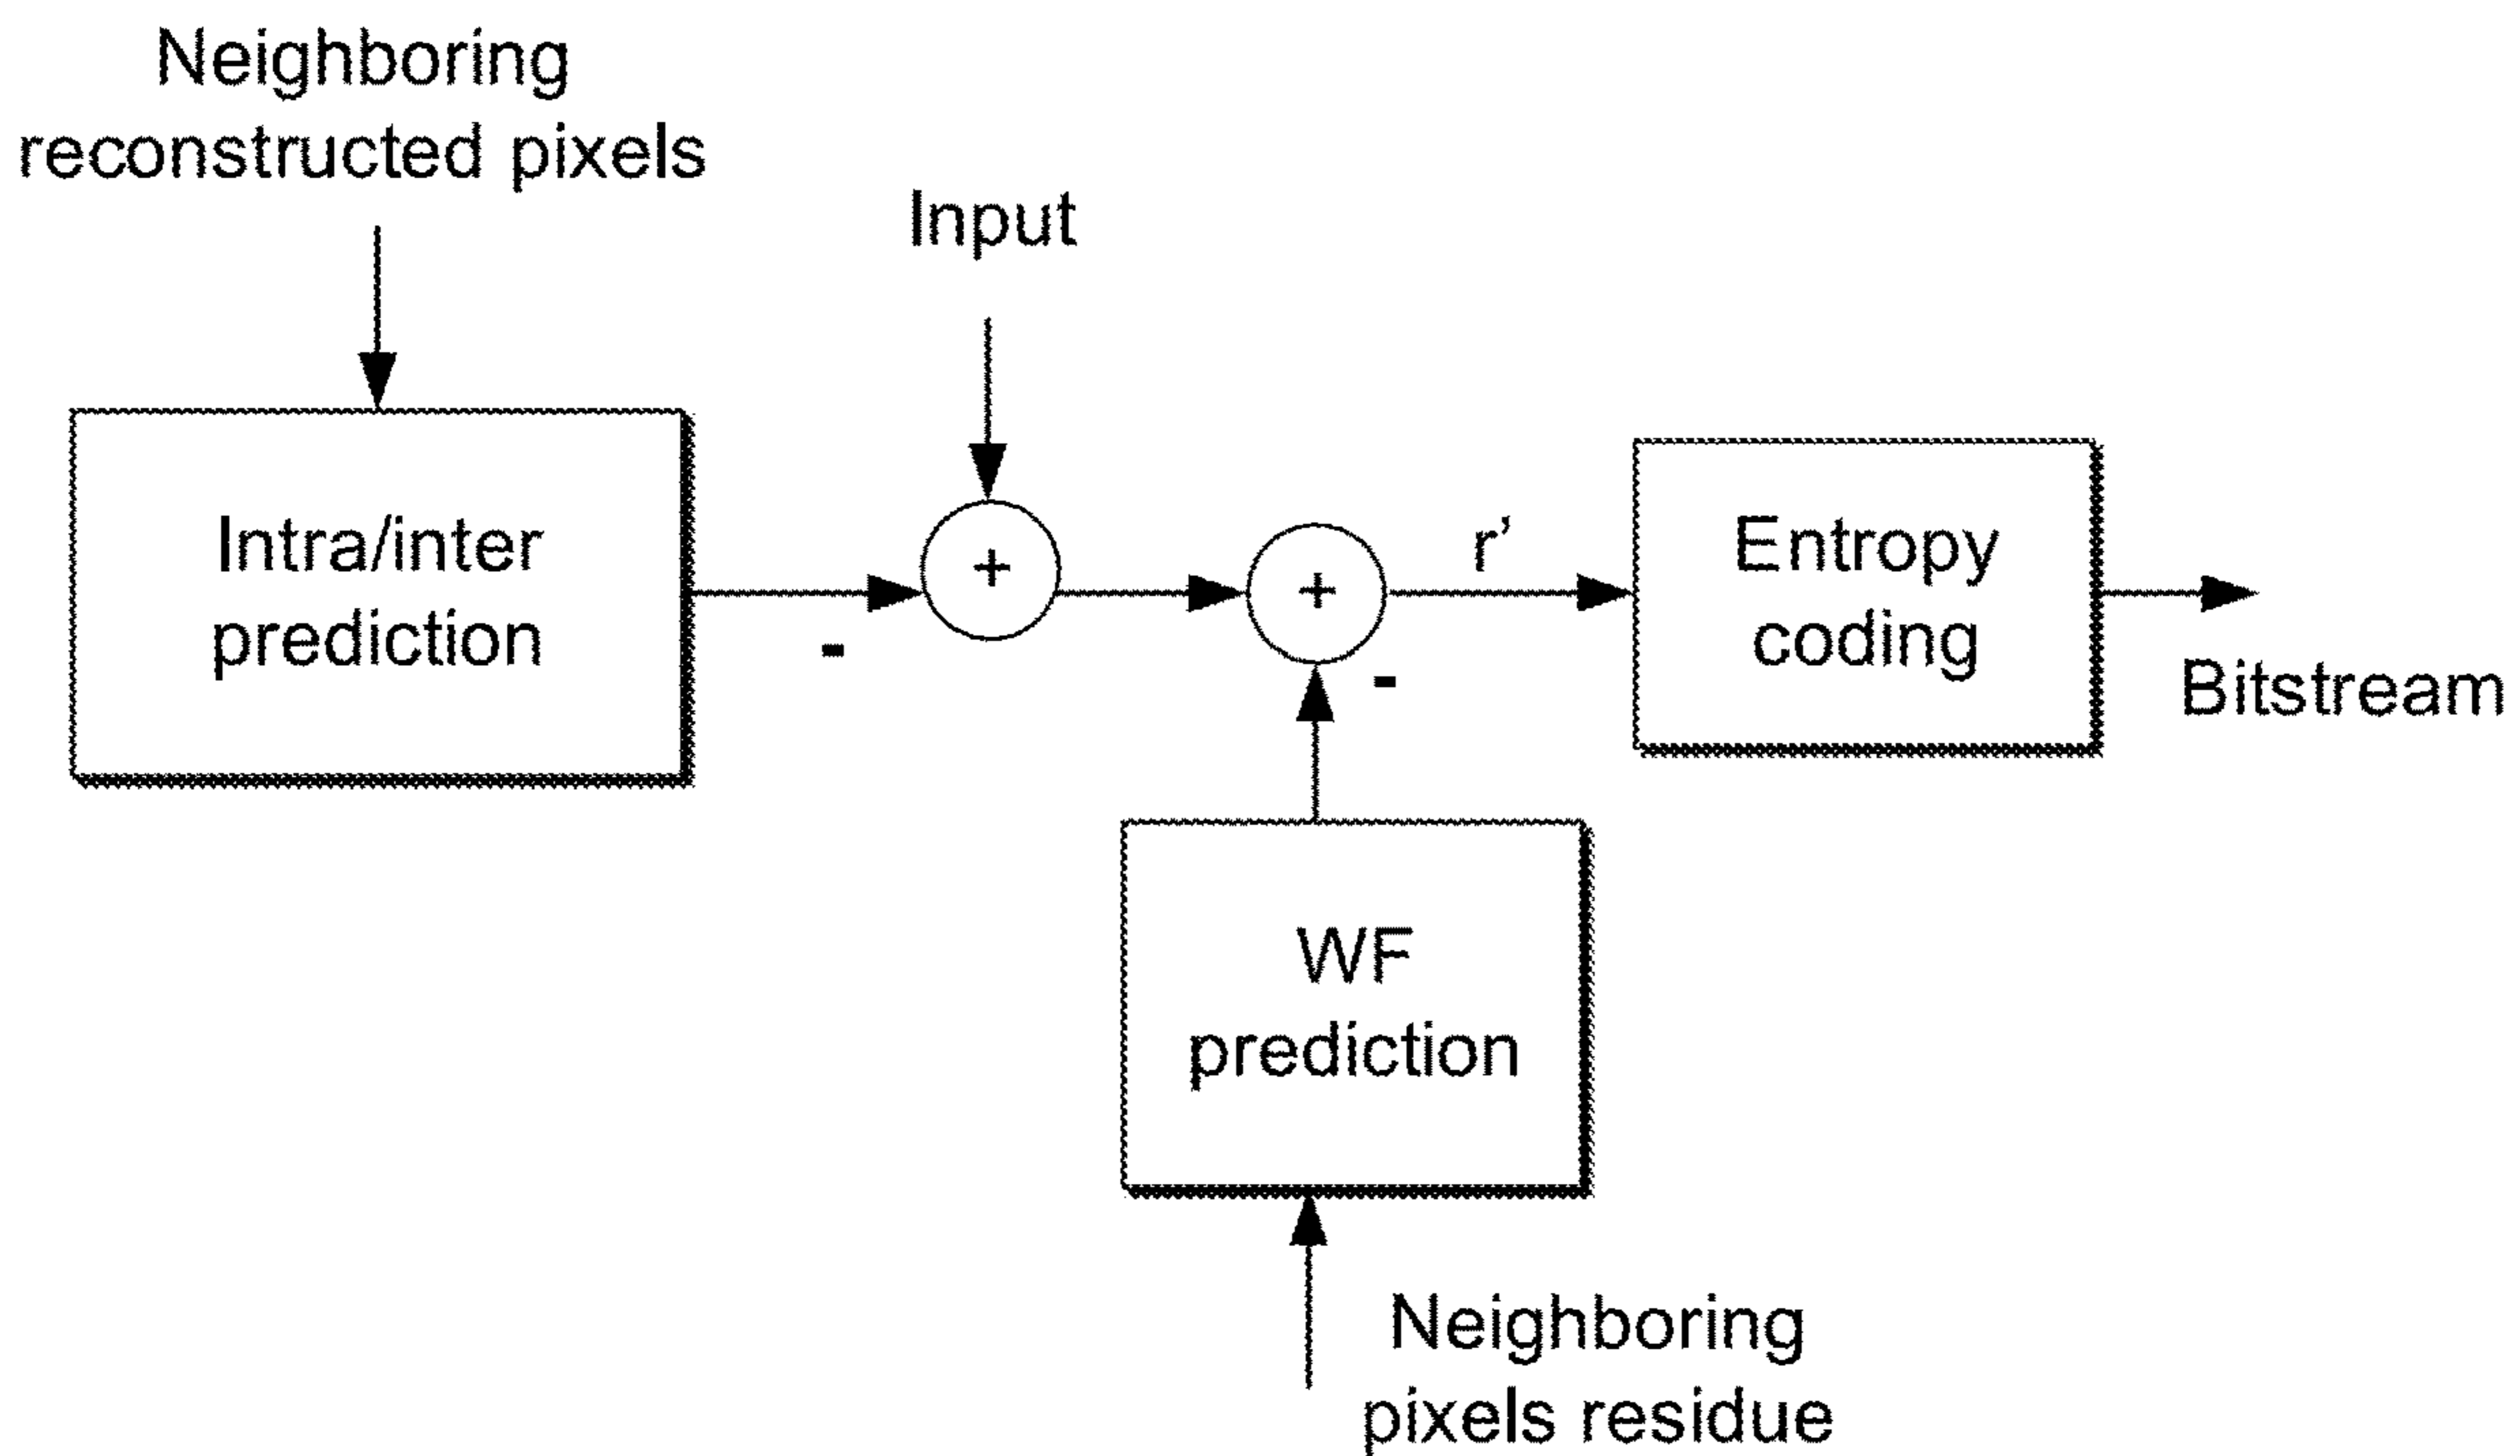 Neighboring
reconstructed pixels
Input
Intra/inter
prediction
-
+
+
-
r’
Entropy
coding
Bitstream
WF
prediction
Neighboring
pixels residue